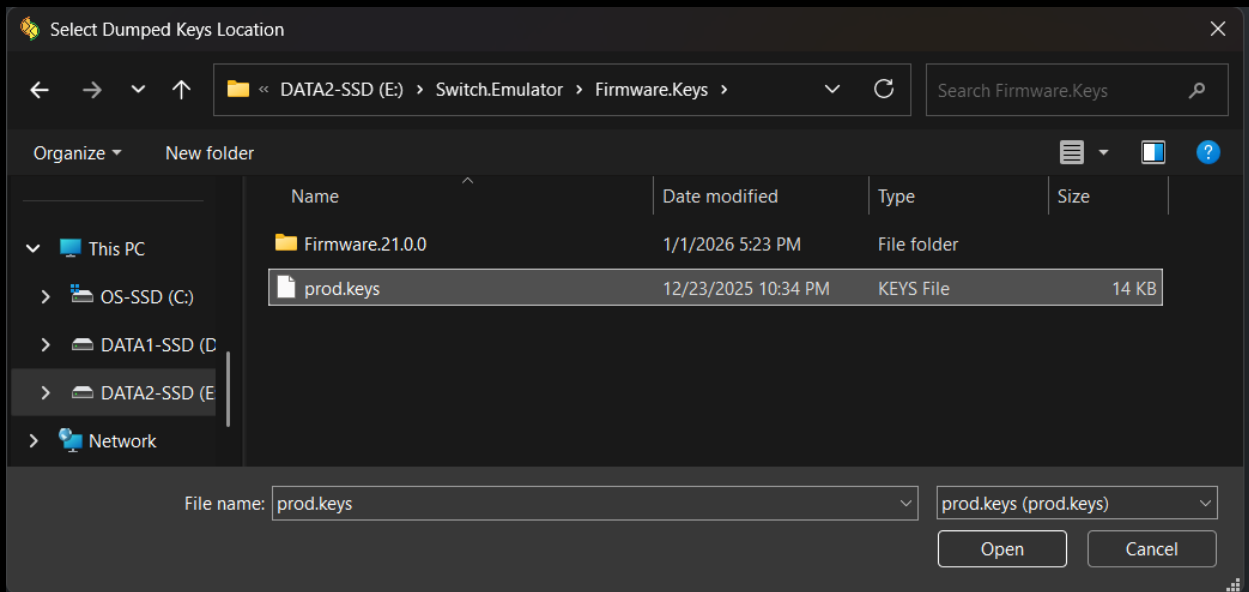 Select Dumped Keys Location
« DATA2-SSD (E:) > Switch.Emulator > Firmware.Keys >
Search Firmware.Keys
Organize New folder
?
Name Date modified Type Size
Firmware.21.0.0 1/1/2026 5:23 PM File folder
prod.keys 12/23/2025 10:34 PM KEYS File 14 KB
This PC
OS-SSD (C:)
DATA1-SSD (D
DATA2-SSD (E
Network
File name: prod.keys prod.keys (prod.keys)
Open Cancel